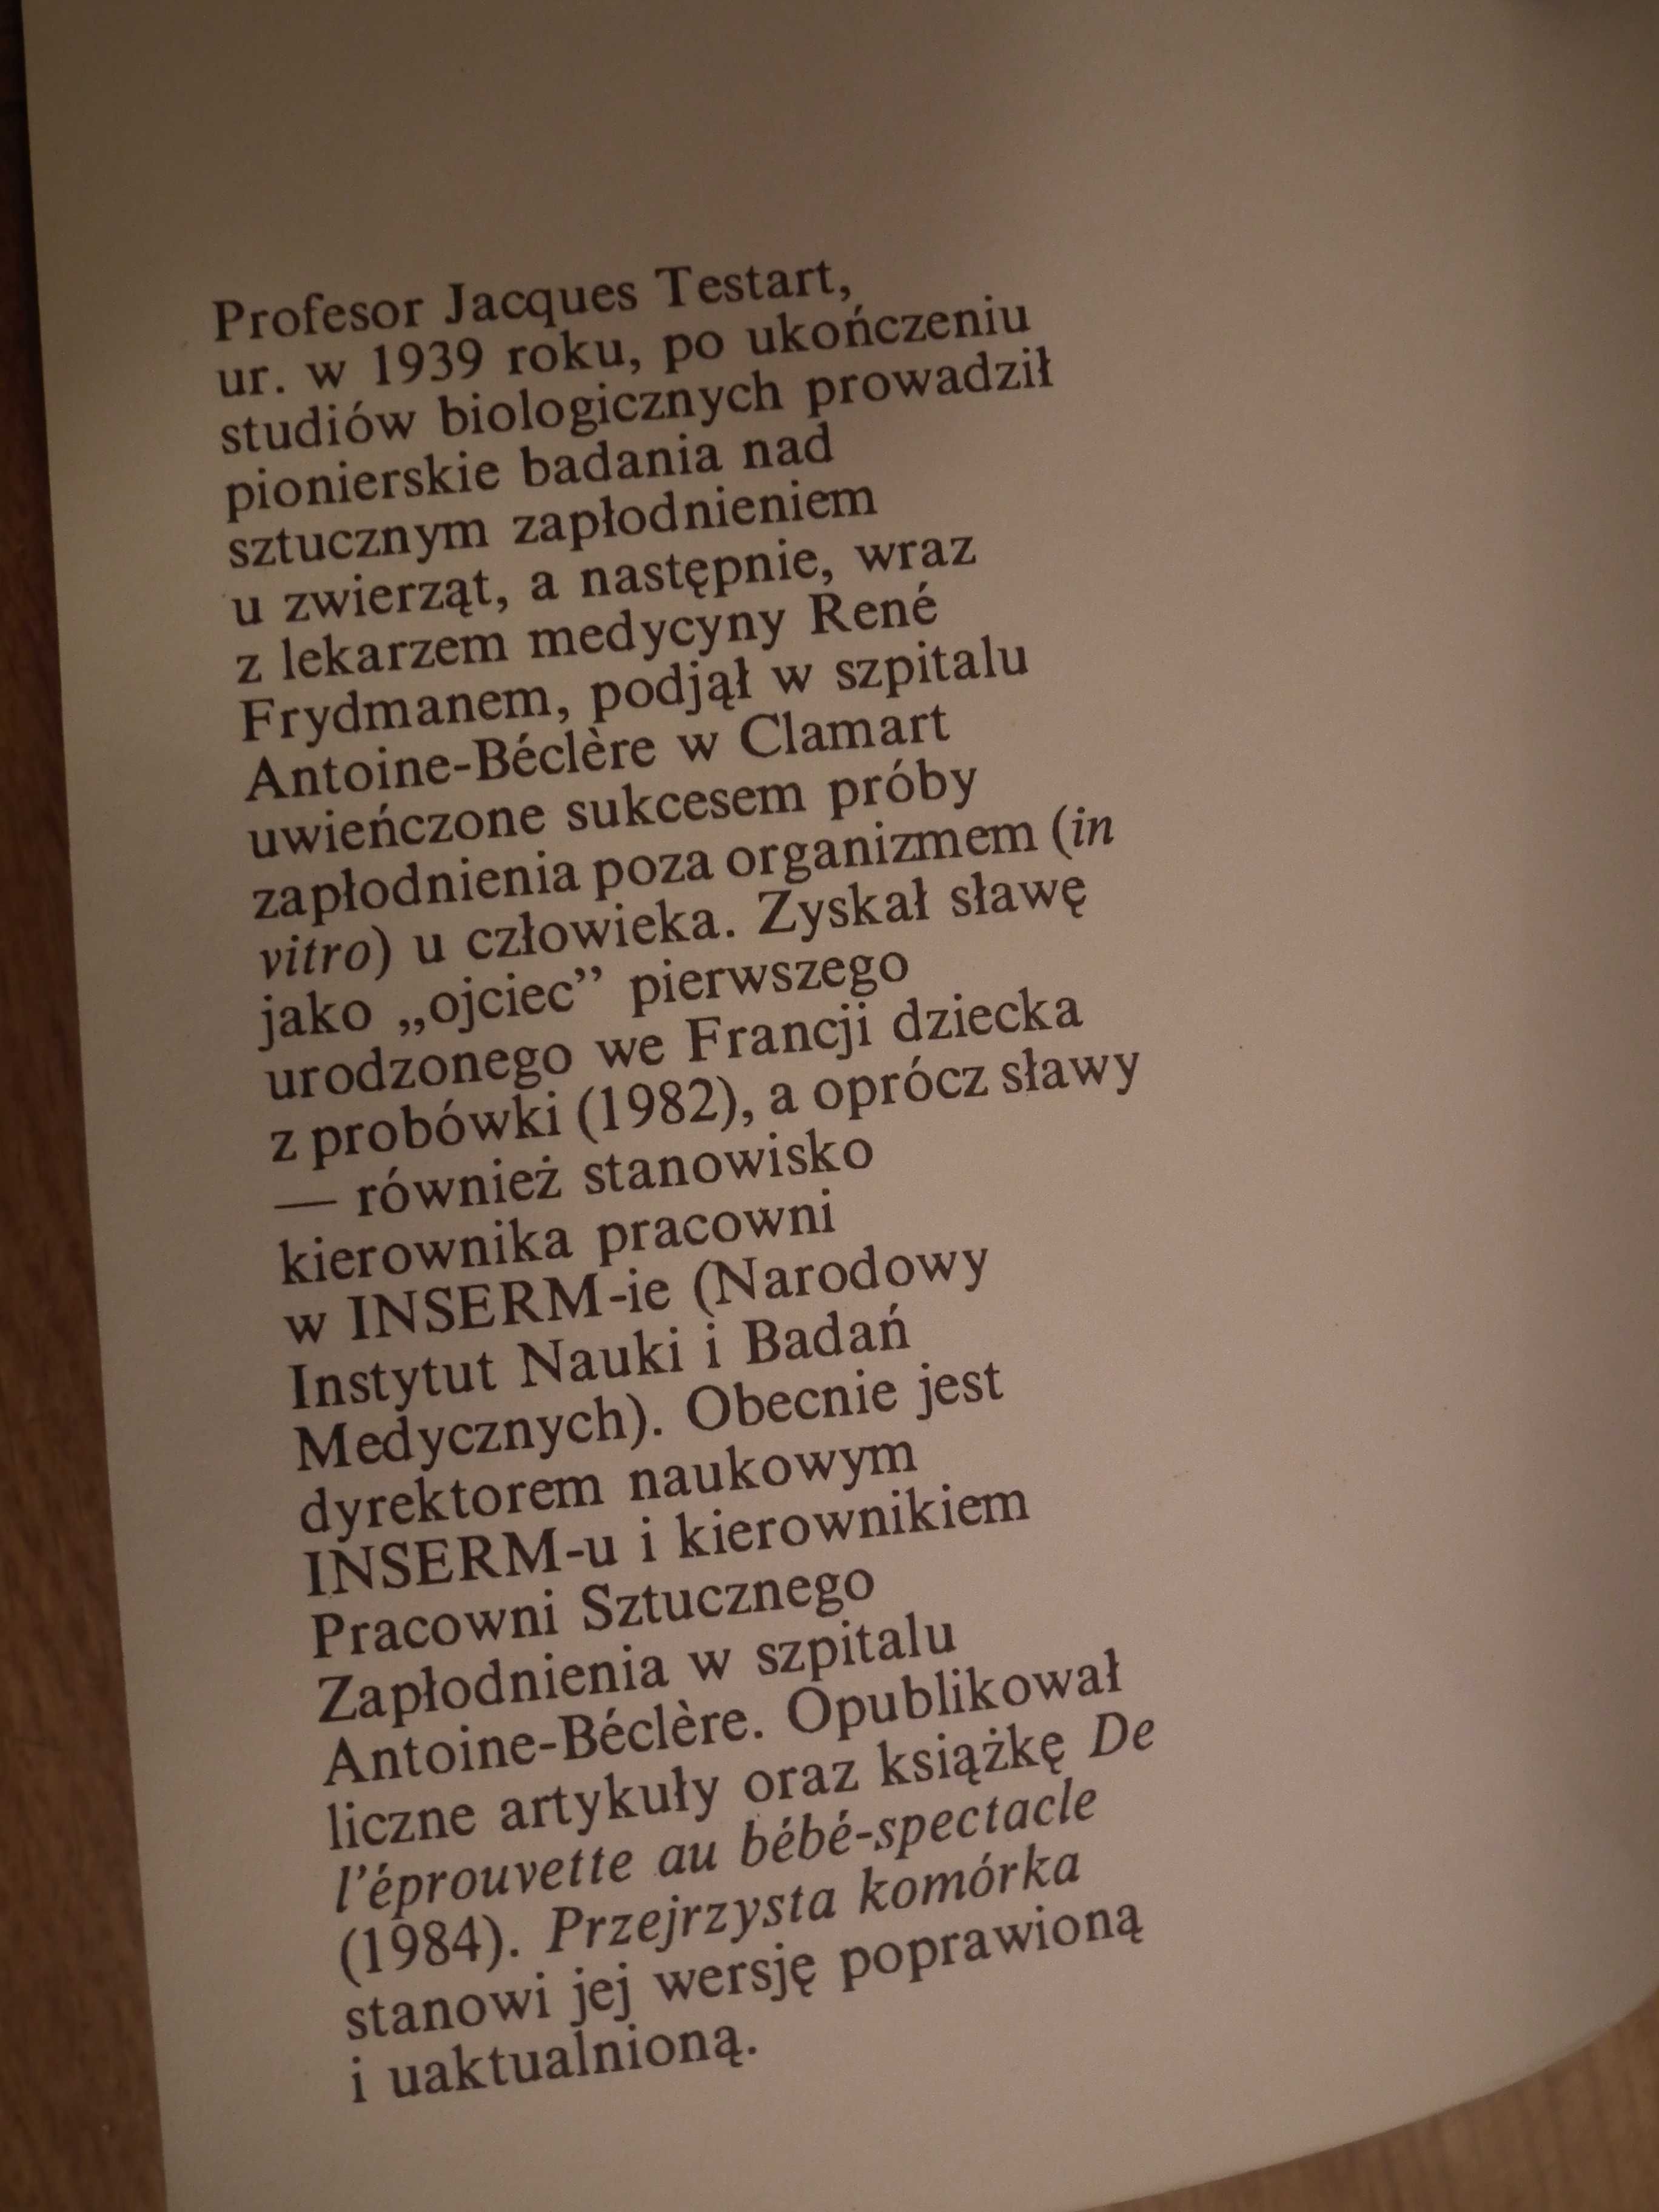 Profesor Jacques Testart,
ur. w 1939 roku, po ukończeniu
studiów biologicznych prowadził
pionierskie badania nad
sztucznym zapłodnieniem
u zwierząt, a następnie, wraz
z lekarzem medycyny René
Frydmanem, podjął w szpitalu
Antoine-Béclère w Clamart
uwieńczone sukcesem próby
zapłodnienia poza organizmem (in
vitro) u człowieka. Zyskał sławę
jako „ojciec” pierwszego
urodzonego we Francji dziecka
z probówki (1982), a oprócz sławy
— również stanowisko
kierownika pracowni
w INSERM-ie (Narodowy
Instytut Nauki i Badań
Medycznych). Obecnie jest
dyrektorem naukowym
INSERM-u i kierownikiem
Pracowni Sztucznego
Zapłodnienia w szpitalu
Antoine-Béclère. Opublikował
liczne artykuły oraz książkę De
l'éprouvette au bébé-spectacle
(1984). Przejrzysta komórka
stanowi jej wersję poprawioną
i uaktualnioną.